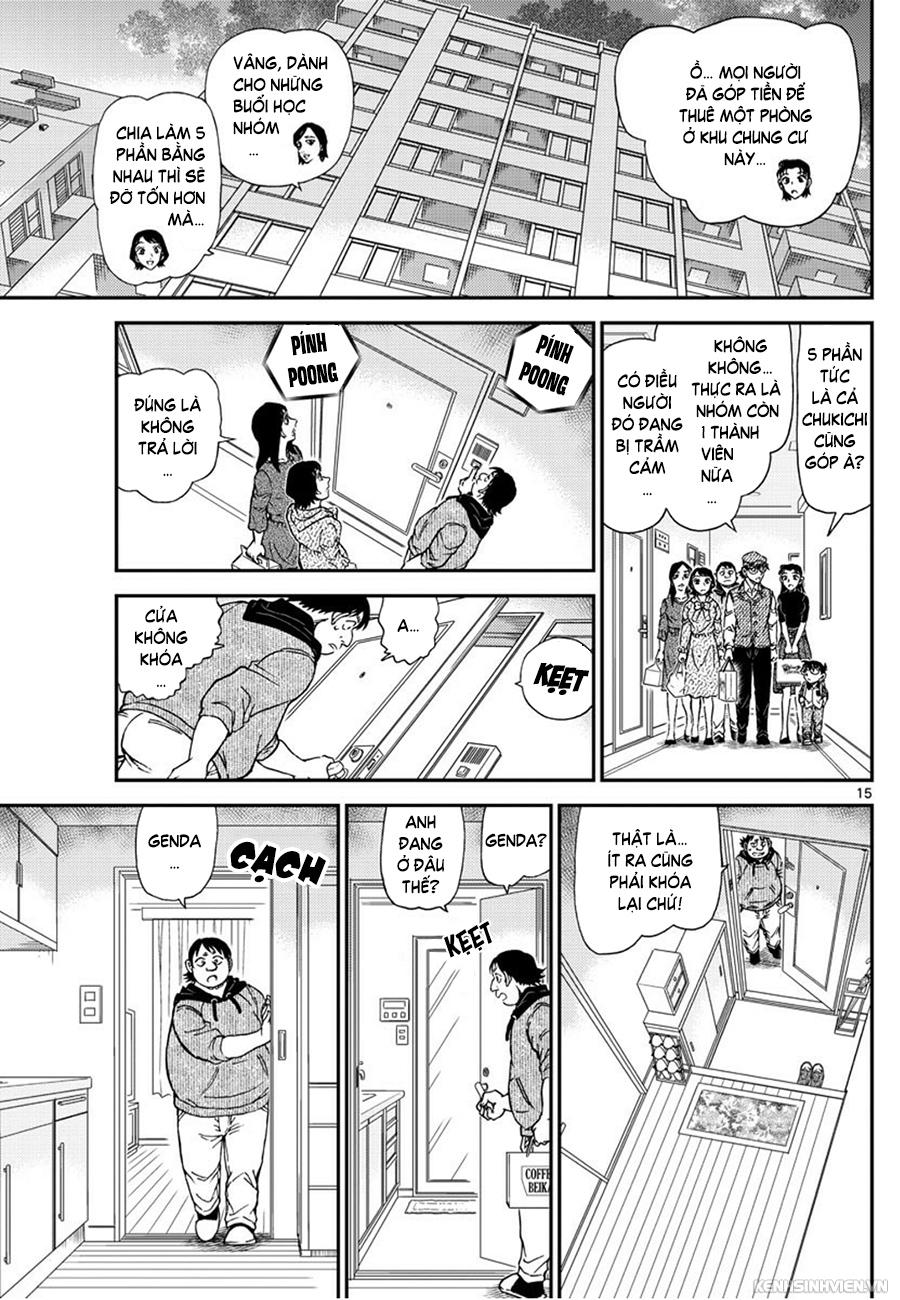 Ồ... MỌI NGƯỜI
ĐÃ GÓP TIỀN ĐỂ
THUÊ MỘT PHÒNG
Ở KHU CHUNG CƯ
NÀY...
VÂNG, DÀNH
CHO NHỮNG
BUỔI HỌC
NHÓM
...
CHIA LÀM 5
PHẦN BẰNG
NHAU THÌ SẼ
ĐỠ TỐN HƠN
MÀ...
5 PHẦN
TỨC
LÀ CẢ
CHUKICHI
CŨNG
GÓP À?
KHÔNG
KHÔNG...
THỰC RA LÀ
NHÓM CÒN
1 THÀNH
VIÊN
NỮA
...
CÓ ĐIỀU
NGƯỜI
ĐÓ ĐANG
BỊ TRẦM
CẢM
...
PÍNH
POONG
PÍNH
POONG
ĐÚNG LÀ
KHÔNG
TRẢ LỜI
...
KẸẸT
A...
CỬA
KHÔNG
KHÓA
...
15
THẬT LÀ...
ÍT RA CŨNG
PHẢI KHÓA
LẠI CHỨ!
GENDA?
ANH
ĐANG
Ở ĐÂU
THẾ?
KẸẸT
COFFE
BEIKA
GENDA
...
CẠCH
KENHSINHVIEN.VN